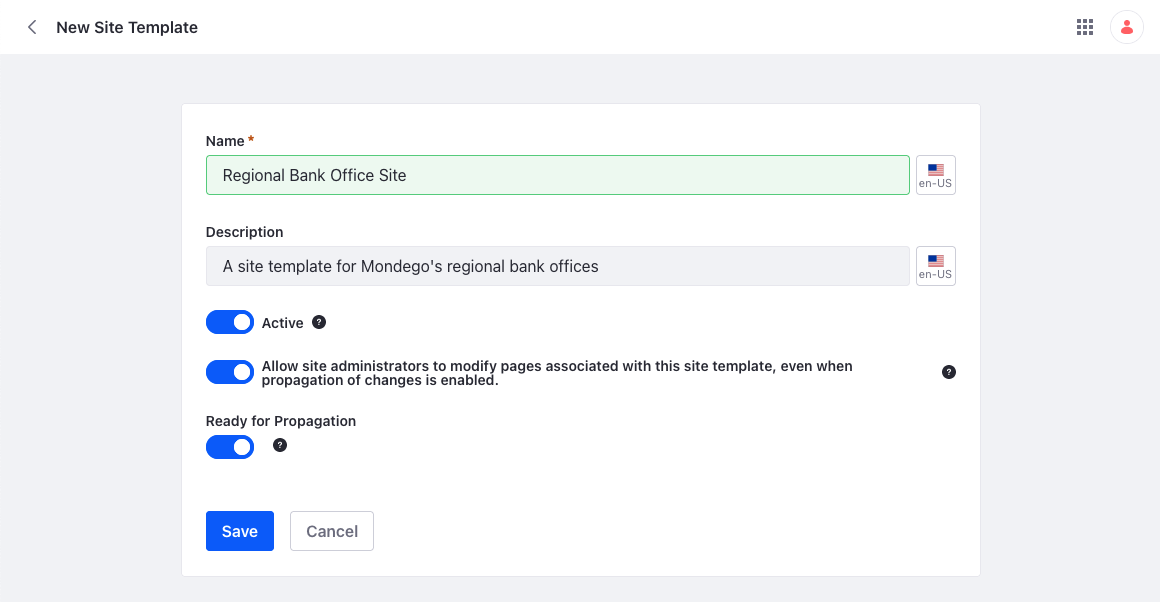 New Site Template
Name *
Regional Bank Office Site
en-US
Description
A site template for Mondego's regional bank offices
en-US
Active ?
Allow site administrators to modify pages associated with this site template, even when
propagation of changes is enabled.
?
Ready for Propagation
?
Save
Cancel